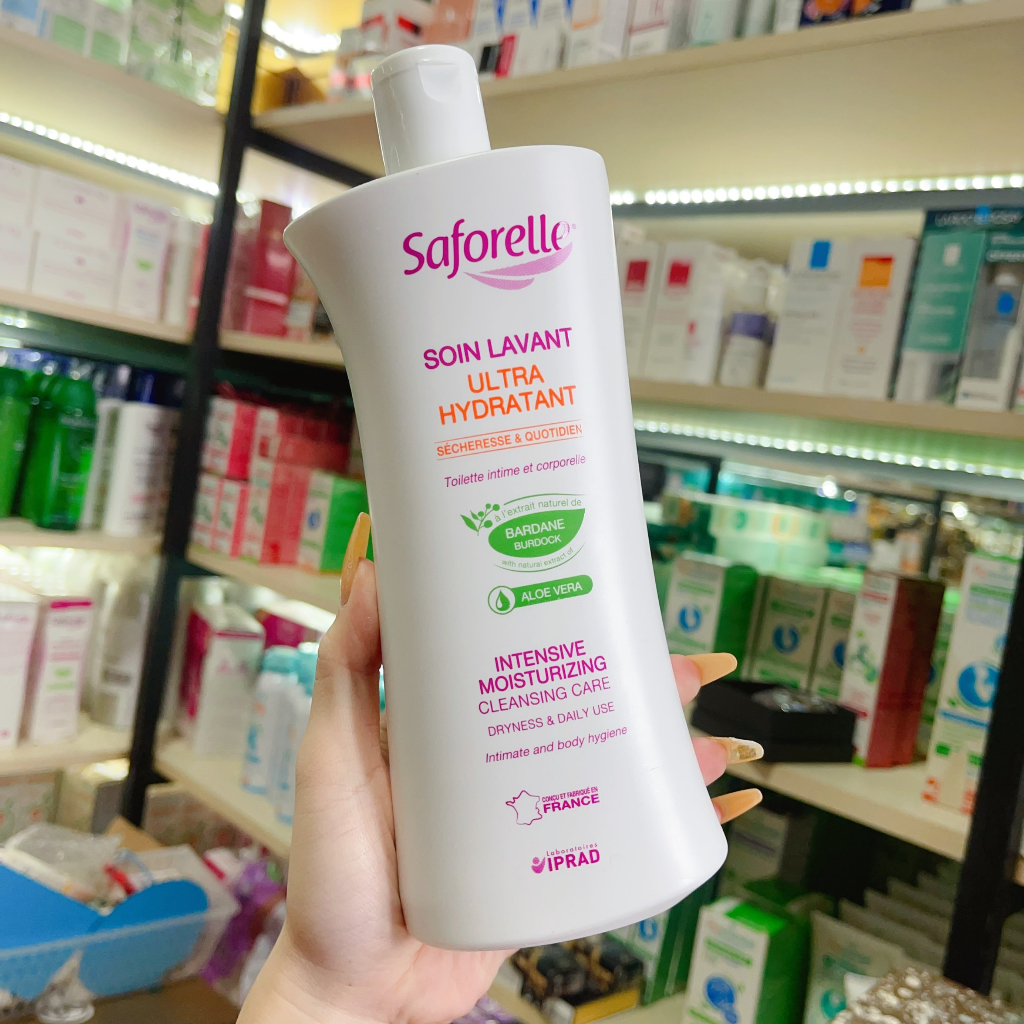 Saforelle
SOIN LAVANT
ULTRA
HYDRATANT
SÉCHERESSE & QUOTIDIEN
Toilette intime et corporelle
à l'extrait naturel de
BARDANE
BURDOCK
with natural extract of
ALOE VERA
INTENSIVE
MOISTURIZING
CLEANSING CARE
DRYNESS & DAILY USE
Intimate and body hygiene
CONÇU ET FABRIQUÉ EN
FRANCE
Laboratoires
IPRAD